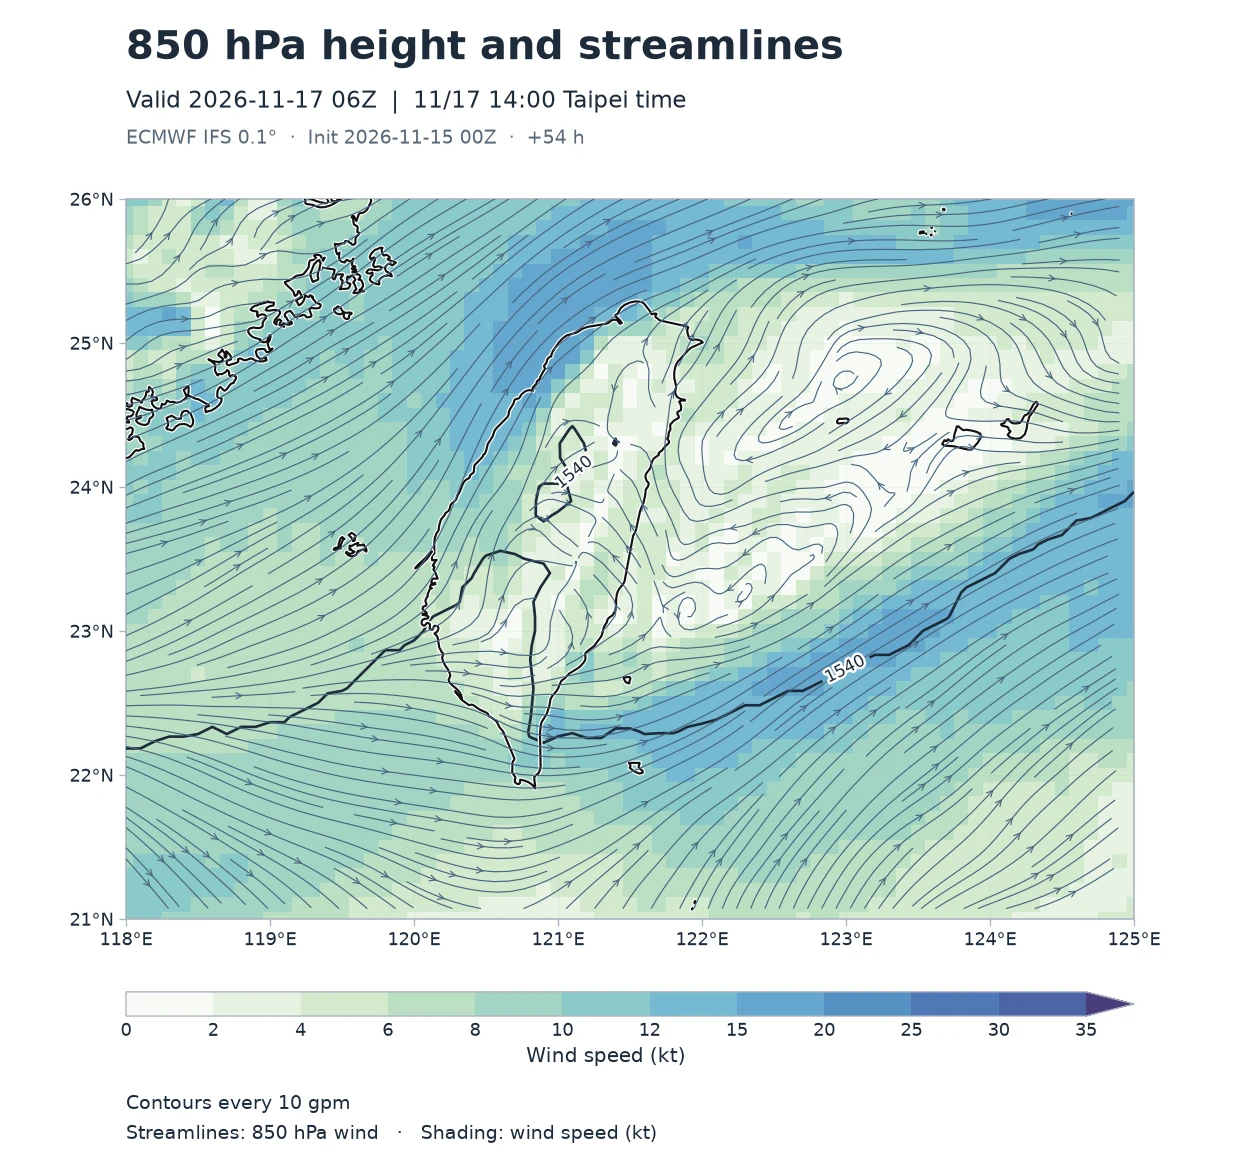 850 hPa height and streamlines
Valid 2026-11-17 06Z | 11/17 14:00 Taipei time
ECMWF IFS 0.1° · Init 2026-11-15 00Z · +54 h
26°N
25°N
24°N
23°N
22°N
21°N
1540
1540
118°E 119°E 120°E 121°E 122°E 123°E 124°E 125°E
0 2 4 6 8 10 12 15 20 25 30 35
Wind speed (kt)
Contours every 10 gpm
Streamlines: 850 hPa wind · Shading: wind speed (kt)